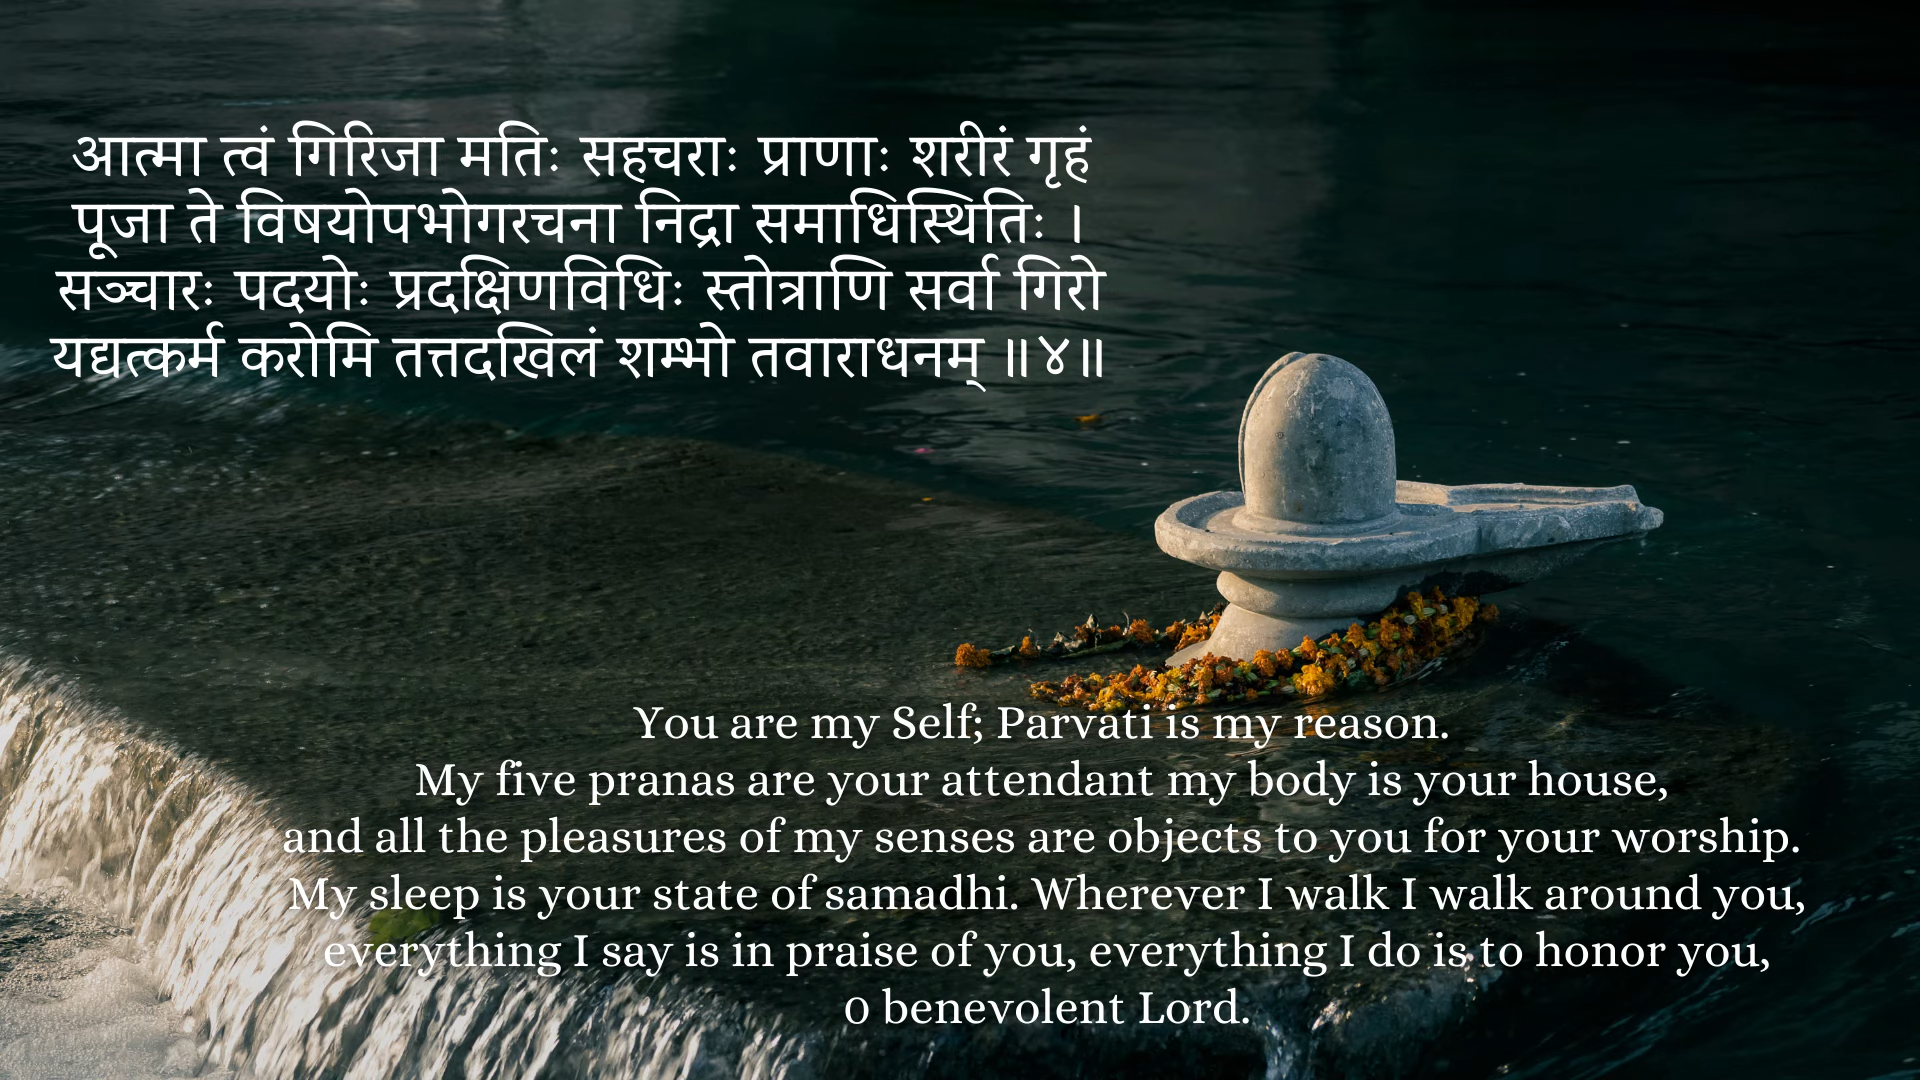 आत्मा त्वं गिरिजा मतिः सहचराः प्राणाः शरीरं गृहं
पूजा ते विषयोपभोगरचना निद्रा समाधिस्थितिः ।
सञ्चारः पदयोः प्रदक्षिणविधिः स्तोत्राणि सर्वा गिरो
यद्यत्कर्म करोमि तत्तदखिलं शम्भो तवाराधनम् ॥४॥
You are my Self; Parvati is my reason.
My five pranas are your attendant my body is your house,
and all the pleasures of my senses are objects to you for your worship.
My sleep is your state of samadhi. Wherever I walk I walk around you,
everything I say is in praise of you, everything I do is to honor you,
0 benevolent Lord.